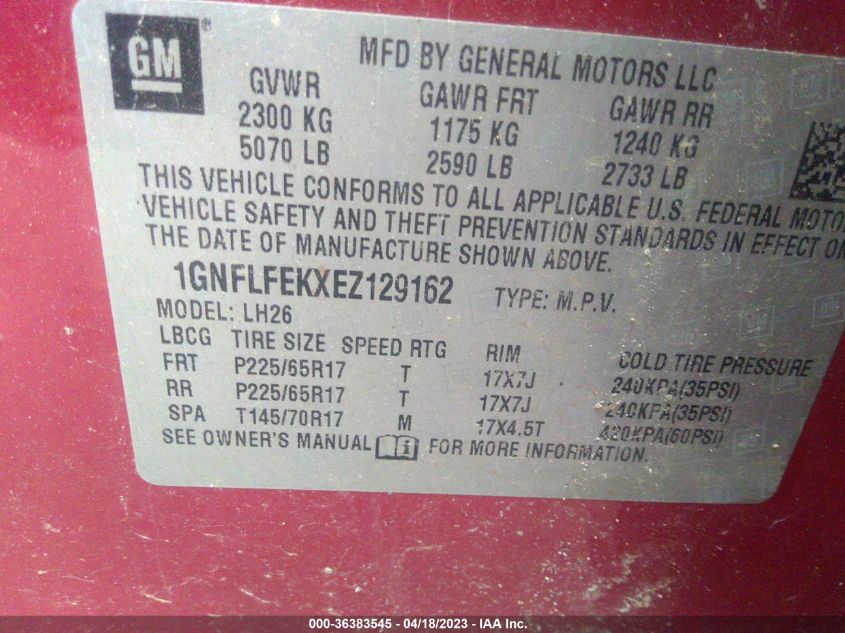 GM®
MFD BY GENERAL MOTORS LLC
GVWR GAWR FRT GAWR RR
2300 KG 1175 KG 1240 KG
5070 LB 2590 LB 2733 LB
THIS VEHICLE CONFORMS TO ALL APPLICABLE U.S. FEDERAL MOTOR
VEHICLE SAFETY AND THEFT PREVENTION STANDARDS IN EFFECT ON
THE DATE OF MANUFACTURE SHOWN ABOVE.
1GNFLFEKXEZ129162 TYPE: M.P.V.
MODEL: LH26
LBCG TIRE SIZE SPEED RTG RIM COLD TIRE PRESSURE
FRT P225/65R17 T 17X7J 240KPA(35PSI)
RR P225/65R17 T 17X7J 240KPA(35PSI)
SPA T145/70R17 M 17X4.5T 420KPA(60PSI)
SEE OWNER'S MANUAL FOR MORE INFORMATION.
000-36383545 - 04/18/2023 - IAA Inc.